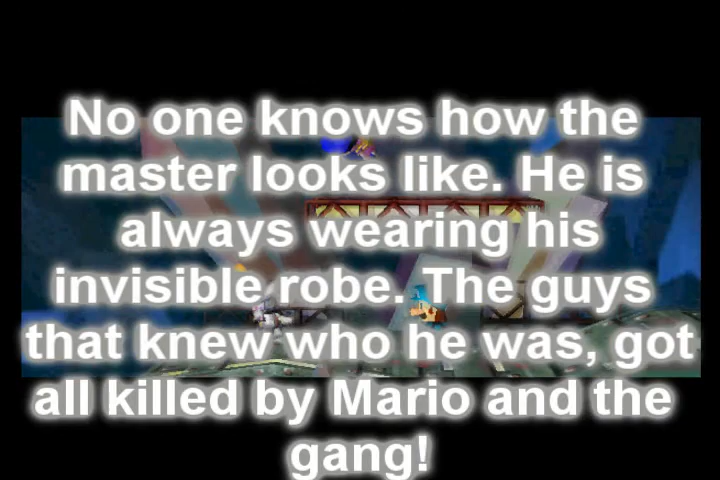 No one knows how the
master looks like. He is
always wearing his
invisible robe. The guys
that knew who he was, got
all killed by Mario and the
gang!